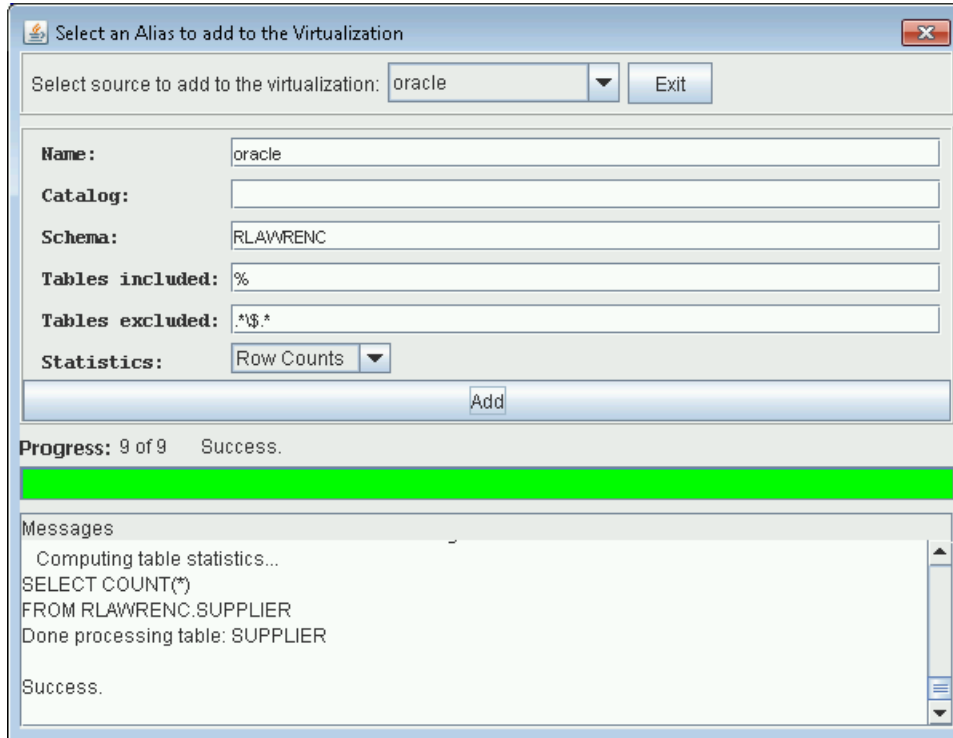 Select an Alias to add to the Virtualization
Select source to add to the virtualization: oracle Exit
Name: oracle
Catalog:
Schema: RLAWRENC
Tables included: %
Tables excluded: .*\$.*
Statistics: Row Counts
Add
Progress: 9 of 9 Success.
Messages
Computing table statistics...
SELECT COUNT(*)
FROM RLAWRENC.SUPPLIER
Done processing table: SUPPLIER
Success.